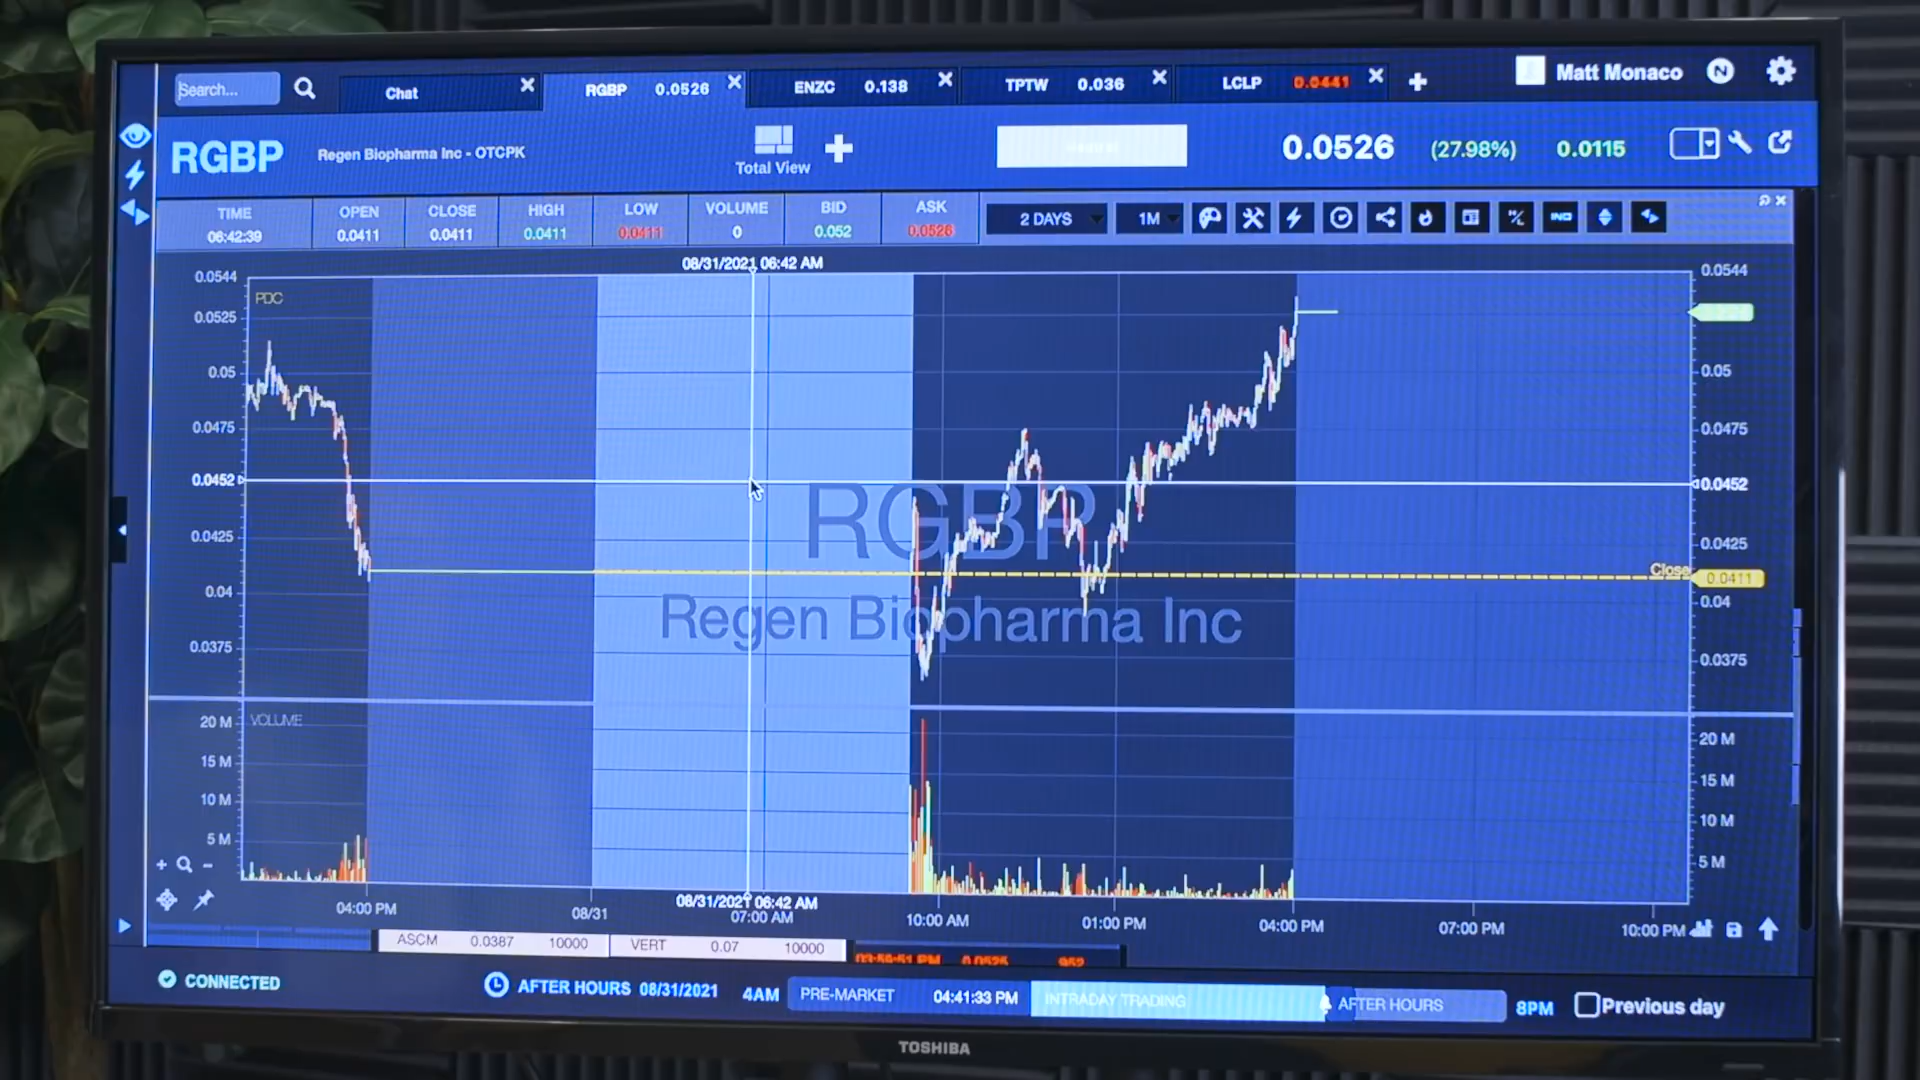 Search...
Chat
RGBP 0.0526
ENZC 0.138
TPTW 0.036
LCLP 0.0441
Matt Monaco
N
RGBP
Regen Biopharma Inc - OTCPK
Total View
0.0526 (27.98%) 0.0115
TIME OPEN CLOSE HIGH LOW VOLUME BID ASK
06:42:39 0.0411 0.0411 0.0411 0.0411 0 0.052 0.0526
2 DAYS 1M
IND
08/31/2021 06:42 AM
0.0544 0.0544
PDC
0.0525
0.05 0.05
0.0475 0.0475
0.0452 0.0452
RGBP
0.0425 0.0425
Close 0.0411
0.04 0.04
Regen Biopharma Inc
0.0375 0.0375
VOLUME
20 M 20 M
15 M 15 M
10 M 10 M
5 M 5 M
08/31/2021 06:42 AM
04:00 PM 08/31 07:00 AM 10:00 AM 01:00 PM 04:00 PM 07:00 PM 10:00 PM
ASCM 0.0387 10000 VERT 0.07 10000
03:59:51 PM 0.0525 952
CONNECTED
AFTER HOURS 08/31/2021
4AM PRE-MARKET 04:41:33 PM INTRADAY TRADING AFTER HOURS 8PM
Previous day
TOSHIBA